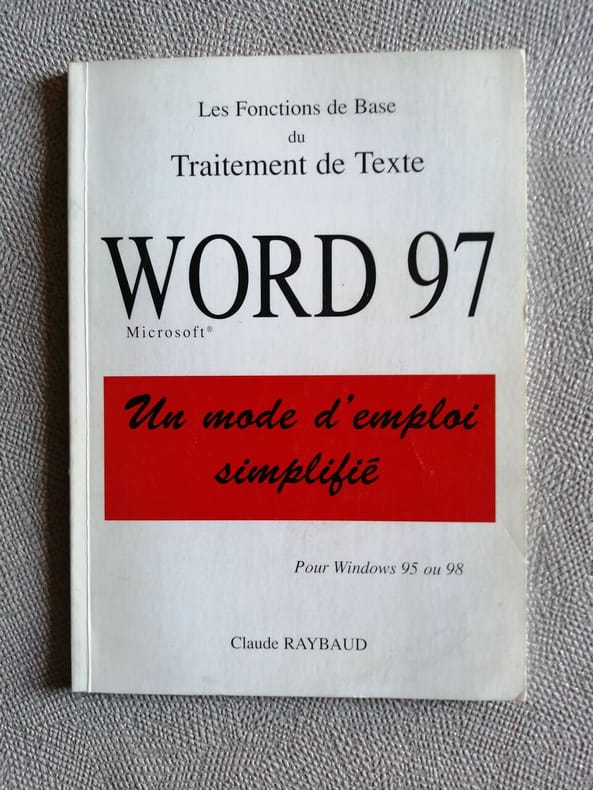 Les Fonctions de Base
du
Traitement de Texte
WORD 97
Microsoft®
Un mode d'emploi
simplifié
Pour Windows 95 ou 98
Claude RAYBAUD